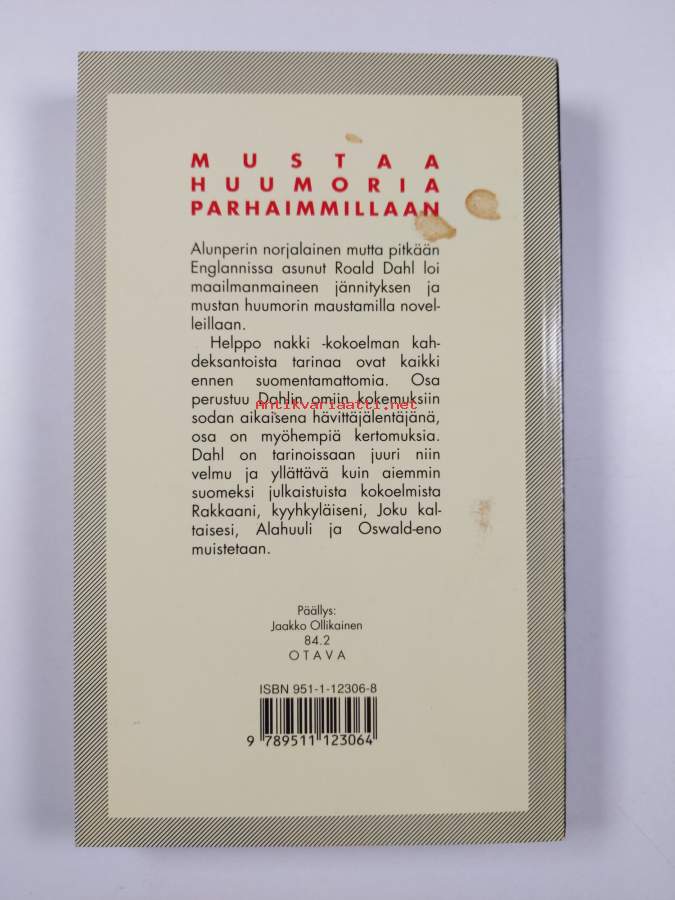 MUSTAA
HUUMORIA
PARHAIMMILLAAN
Alunperin norjalainen mutta pitkään
Englannissa asunut Roald Dahl loi
maailmanmaineen jännityksen ja
mustan huumorin maustamilla novel-
leillaan.
Helppo nakki -kokoelman kah-
deksantoista tarinaa ovat kaikki
ennen suomentamattomia. Osa
perustuu Dahlin omiin kokemuksiin
Antikvariaatti.net
sodan aikaisena hävittäjälentäjänä,
osa on myöhempiä kertomuksia.
Dahl on tarinoissaan juuri niin
velmu ja yllättävä kuin aiemmin
suomeksi julkaistuista kokoelmista
Rakkaani, kyyhkyläiseni, Joku kal-
taisesi, Alahuuli ja Oswald-eno
muistetaan.
Päällys:
Jaakko Ollikainen
84.2
OTAVA
ISBN 951-1-12306-8
9 789511 123064